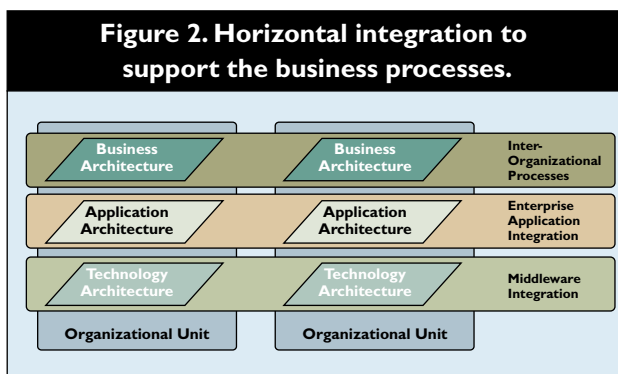 Figure 2. Horizontal integration to
support the business processes.
Business
Architecture
Business
Architecture
Inter-
Organizational
Processes
Application
Architecture
Application
Architecture
Enterprise
Application
Integration
Technology
Architecture
Technology
Architecture
Middleware
Integration
Organizational Unit
Organizational Unit